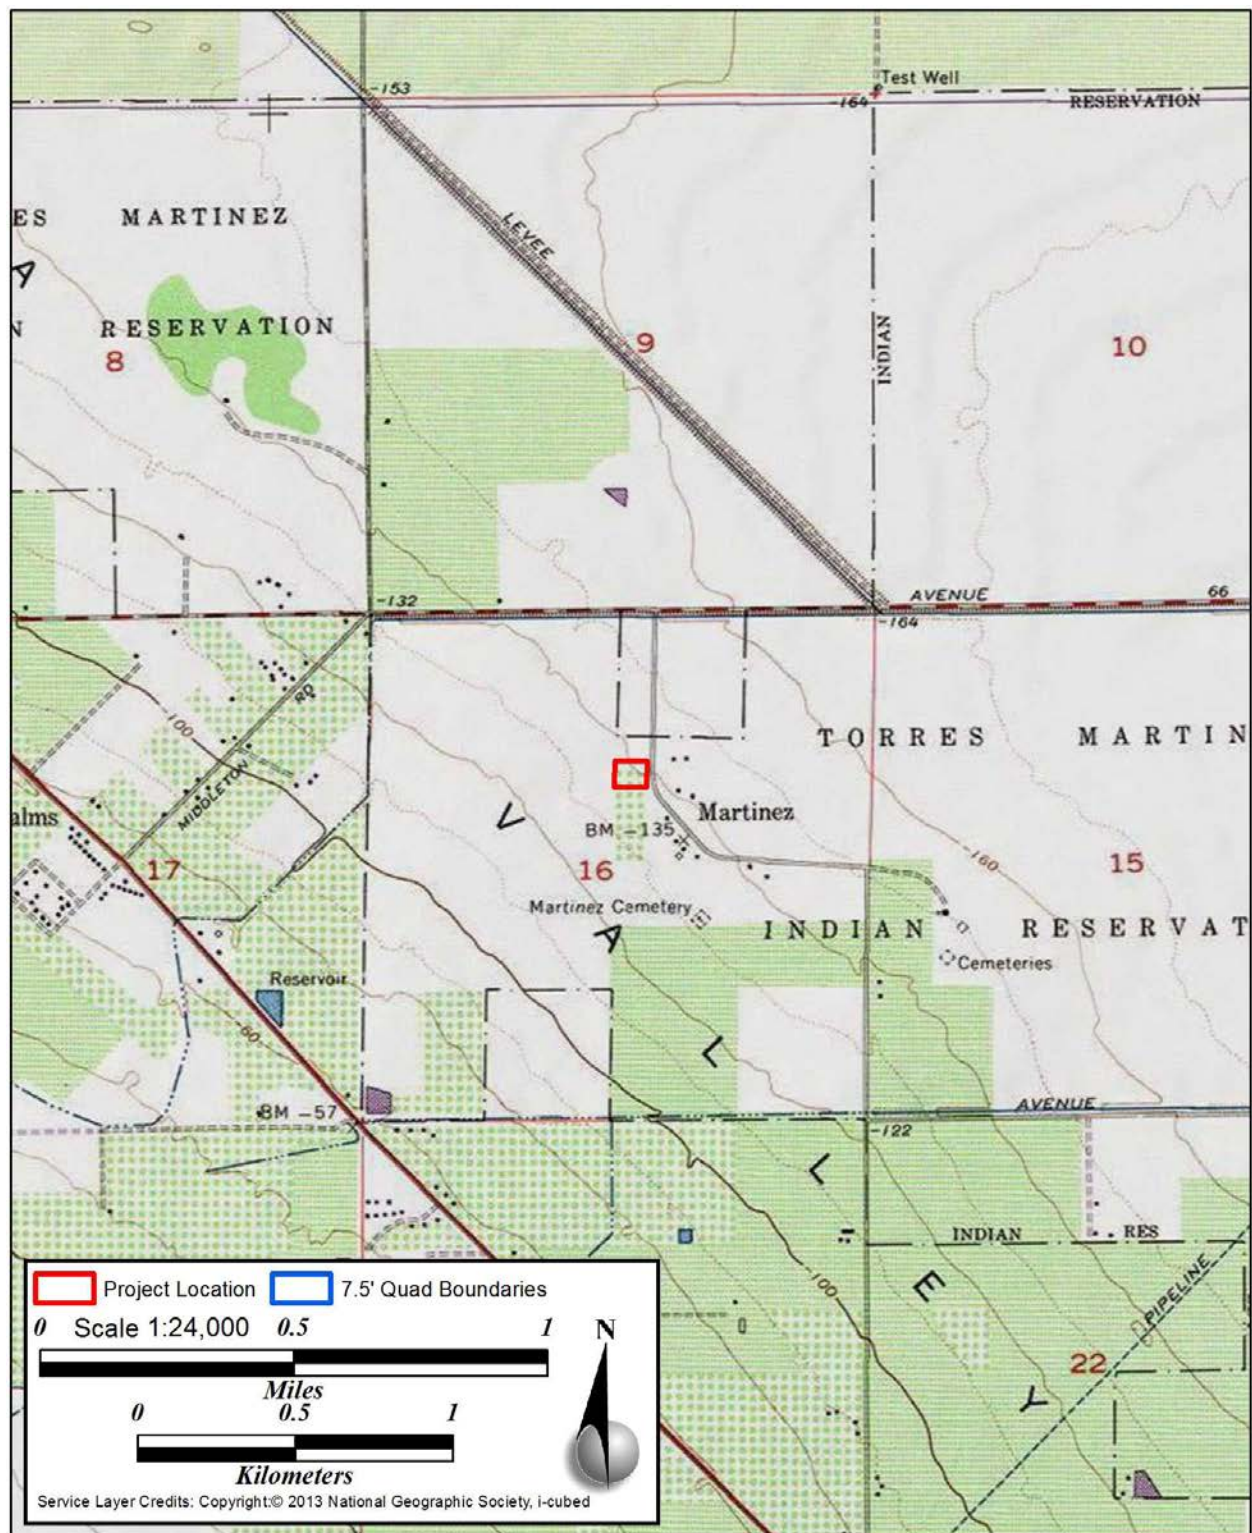 Test Well
-153
-164
RESERVATION
ES MARTINEZ
LEVEE
A
N RESERVATION
INDIAN
8
9
10
AVENUE 66
-132
-164
RD
100
TORRES MARTIN
MIDDLETON
Martinez
alms
V
BM -135
-160
17
16
15
Martinez Cemetery
INDIAN RESERVAT
A
Cemeteries
Reservoir
-60
L
BM -57
AVENUE
-122
L
INDIAN RES
PIPELINE
E
100
22
Y
Project Location
7.5' Quad Boundaries
0 Scale 1:24,000 0.5 1
N
Miles
0 0.5 1
Kilometers
Service Layer Credits: Copyright:© 2013 National Geographic Society, i-cubed